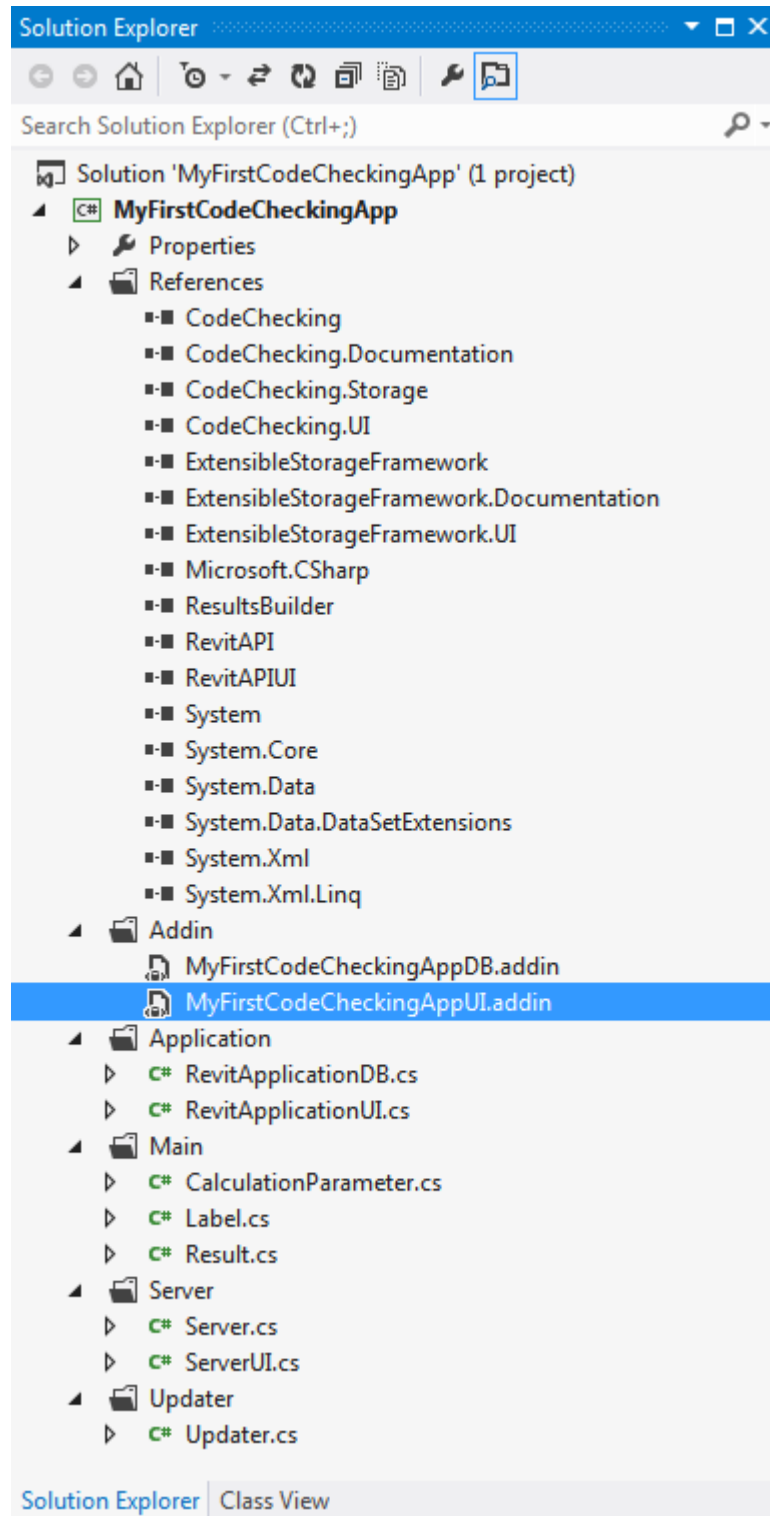 Solution Explorer
Search Solution Explorer (Ctrl+;)
Solution 'MyFirstCodeCheckingApp' (1 project)
C# MyFirstCodeCheckingApp
Properties
References
CodeChecking
CodeChecking.Documentation
CodeChecking.Storage
CodeChecking.UI
ExtensibleStorageFramework
ExtensibleStorageFramework.Documentation
ExtensibleStorageFramework.UI
Microsoft.CSharp
ResultsBuilder
RevitAPI
RevitAPIUI
System
System.Core
System.Data
System.Data.DataSetExtensions
System.Xml
System.Xml.Linq
Addin
MyFirstCodeCheckingAppDB.addin
MyFirstCodeCheckingAppUI.addin
Application
C# RevitApplicationDB.cs
C# RevitApplicationUI.cs
Main
C# CalculationParameter.cs
C# Label.cs
C# Result.cs
Server
C# Server.cs
C# ServerUI.cs
Updater
C# Updater.cs
Solution Explorer Class View